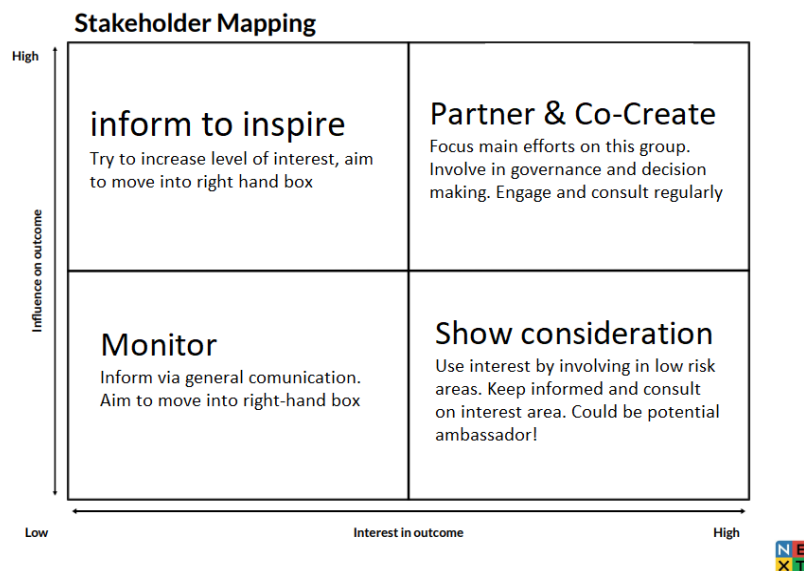 Stakeholder Mapping
High
inform to inspire
Try to increase level of interest, aim
to move into right hand box
Partner & Co-Create
Focus main efforts on this group.
Involve in governance and decision
making. Engage and consult regularly
Influence on outcome
Monitor
Inform via general comunication.
Aim to move into right-hand box
Show consideration
Use interest by involving in low risk
areas. Keep informed and consult
on interest area. Could be potential
ambassador!
Low
Interest in outcome
High
NE
XT